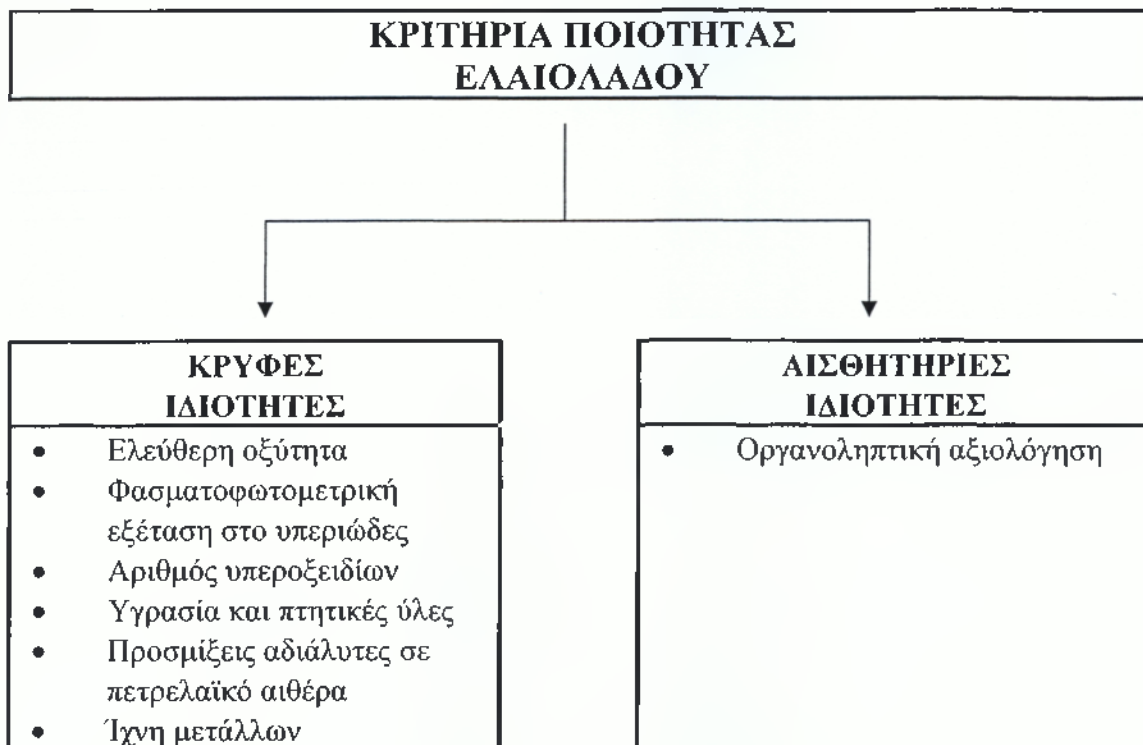 ΚΡΙΤΗΡΙΑ ΠΟΙΟΤΗΤΑΣ
ΕΛΑΙΟΛΑΔΟΥ
ΚΡΥΦΕΣ
ΙΔΙΟΤΗΤΕΣ
• Ελεύθερη οξύτητα
• Φασματοφωτομετρική
εξέταση στο υπεριώδες
• Αριθμός υπεροξειδίων
• Υγρασία και πτητικές ύλες
• Προσμίξεις αδιάλυτες σε
πετρελαϊκό αιθέρα
• Ίχνη μετάλλων
ΑΙΣΘΗΤΗΡΙΕΣ
ΙΔΙΟΤΗΤΕΣ
• Οργανοληπτική αξιολόγηση